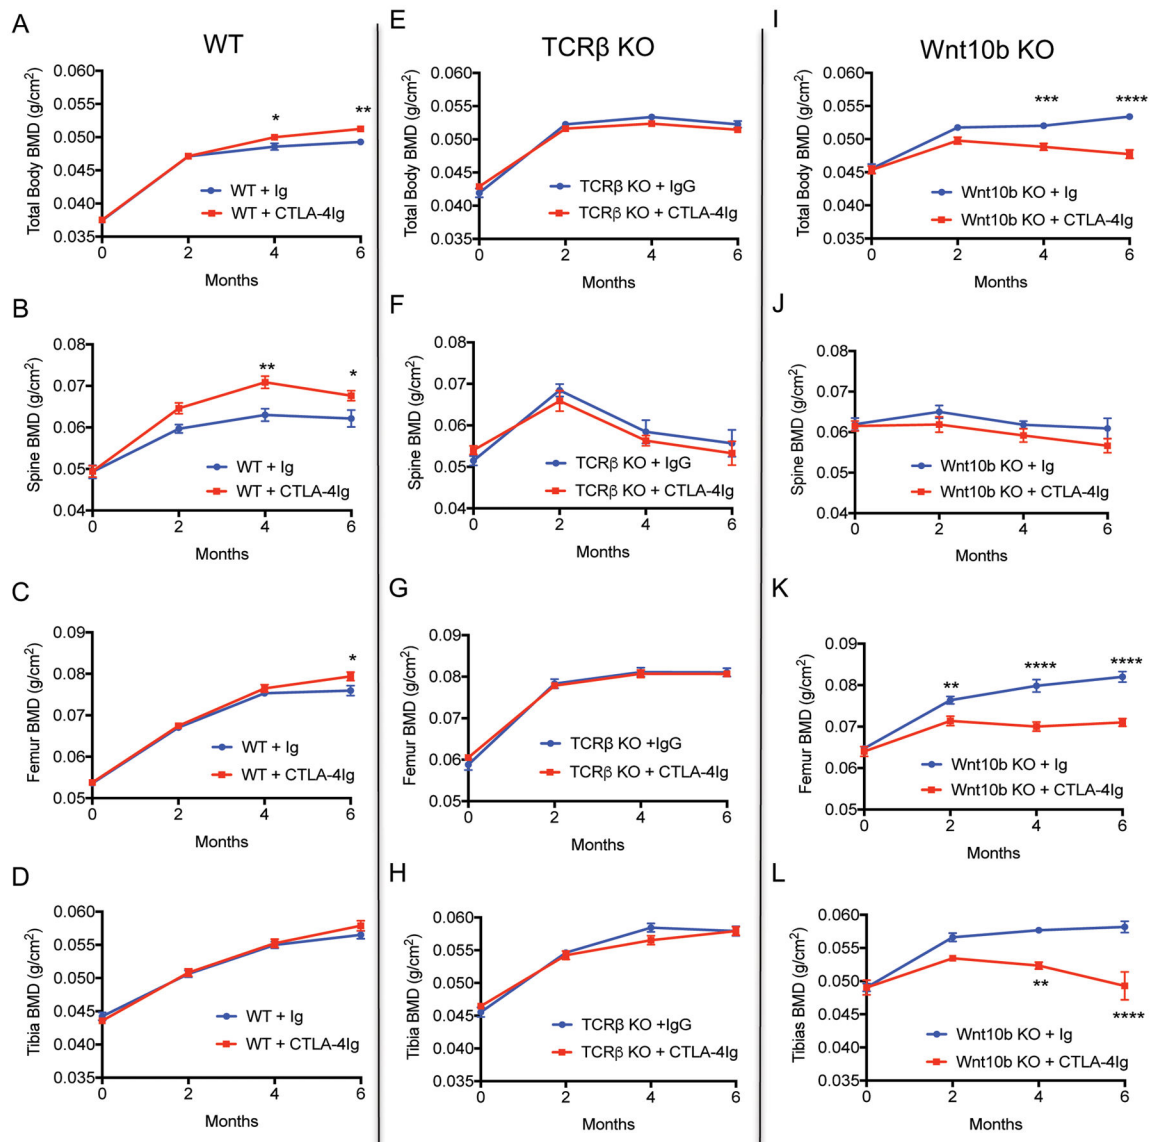 A
WT
Total Body BMD (g/cm²)
0.060
0.055
0.050
0.045
0.040
0.035
*
**
WT + Ig
WT + CTLA-4Ig
0
2
4
6
Months
B
Spine BMD (g/cm²)
0.08
0.07
0.06
0.05
0.04
**
*
WT + Ig
WT + CTLA-4Ig
0
2
4
6
Months
C
Femur BMD (g/cm²)
0.09
0.08
0.07
0.06
0.05
*
WT + Ig
WT + CTLA-4Ig
0
2
4
6
Months
D
Tibia BMD (g/cm²)
0.060
0.055
0.050
0.045
0.040
0.035
WT + Ig
WT + CTLA-4Ig
0
2
4
6
Months
E
TCRβ KO
Total Body BMD (g/cm²)
0.060
0.055
0.050
0.045
0.040
0.035
TCRβ KO + IgG
TCRβ KO + CTLA-4Ig
0
2
4
6
Months
F
Spine BMD (g/cm²)
0.08
0.07
0.06
0.05
0.04
TCRβ KO + IgG
TCRβ KO + CTLA-4Ig
0
2
4
6
Months
G
Femur BMD (g/cm²)
0.09
0.08
0.07
0.06
0.05
TCRβ KO +IgG
TCRβ KO + CTLA-4Ig
0
2
4
6
Months
H
Tibia BMD (g/cm²)
0.060
0.055
0.050
0.045
0.040
0.035
TCRβ KO +IgG
TCRβ KO + CTLA-4Ig
0
2
4
6
Months
I
Wnt10b KO
Total Body BMD (g/cm²)
0.060
0.055
0.050
0.045
0.040
0.035
***
****
Wnt10b KO + Ig
Wnt10b KO + CTLA-4Ig
0
2
4
6
Months
J
Spine BMD (g/cm²)
0.08
0.07
0.06
0.05
0.04
Wnt10b KO + Ig
Wnt10b KO + CTLA-4Ig
0
2
4
6
Months
K
Femur BMD (g/cm²)
0.09
0.08
0.07
0.06
0.05
**
****
****
Wnt10b KO + Ig
Wnt10b KO + CTLA-4Ig
0
2
4
6
Months
L
Tibias BMD (g/cm²)
0.060
0.055
0.050
0.045
0.040
0.035
**
****
Wnt10b KO + Ig
Wnt10b KO + CTLA-4Ig
0
2
4
6
Months